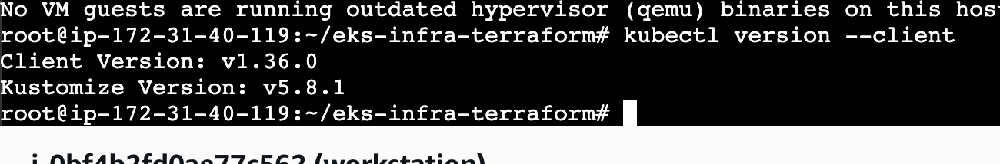 No VM guests are running outdated hypervisor (qemu) binaries on this hos
root@ip-172-31-40-119:~/eks-infra-terraform# kubectl version --client
Client Version: v1.36.0
Kustomize Version: v5.8.1
root@ip-172-31-40-119:~/eks-infra-terraform#
i-0bf4b2fd0ae77c562 (workstation)